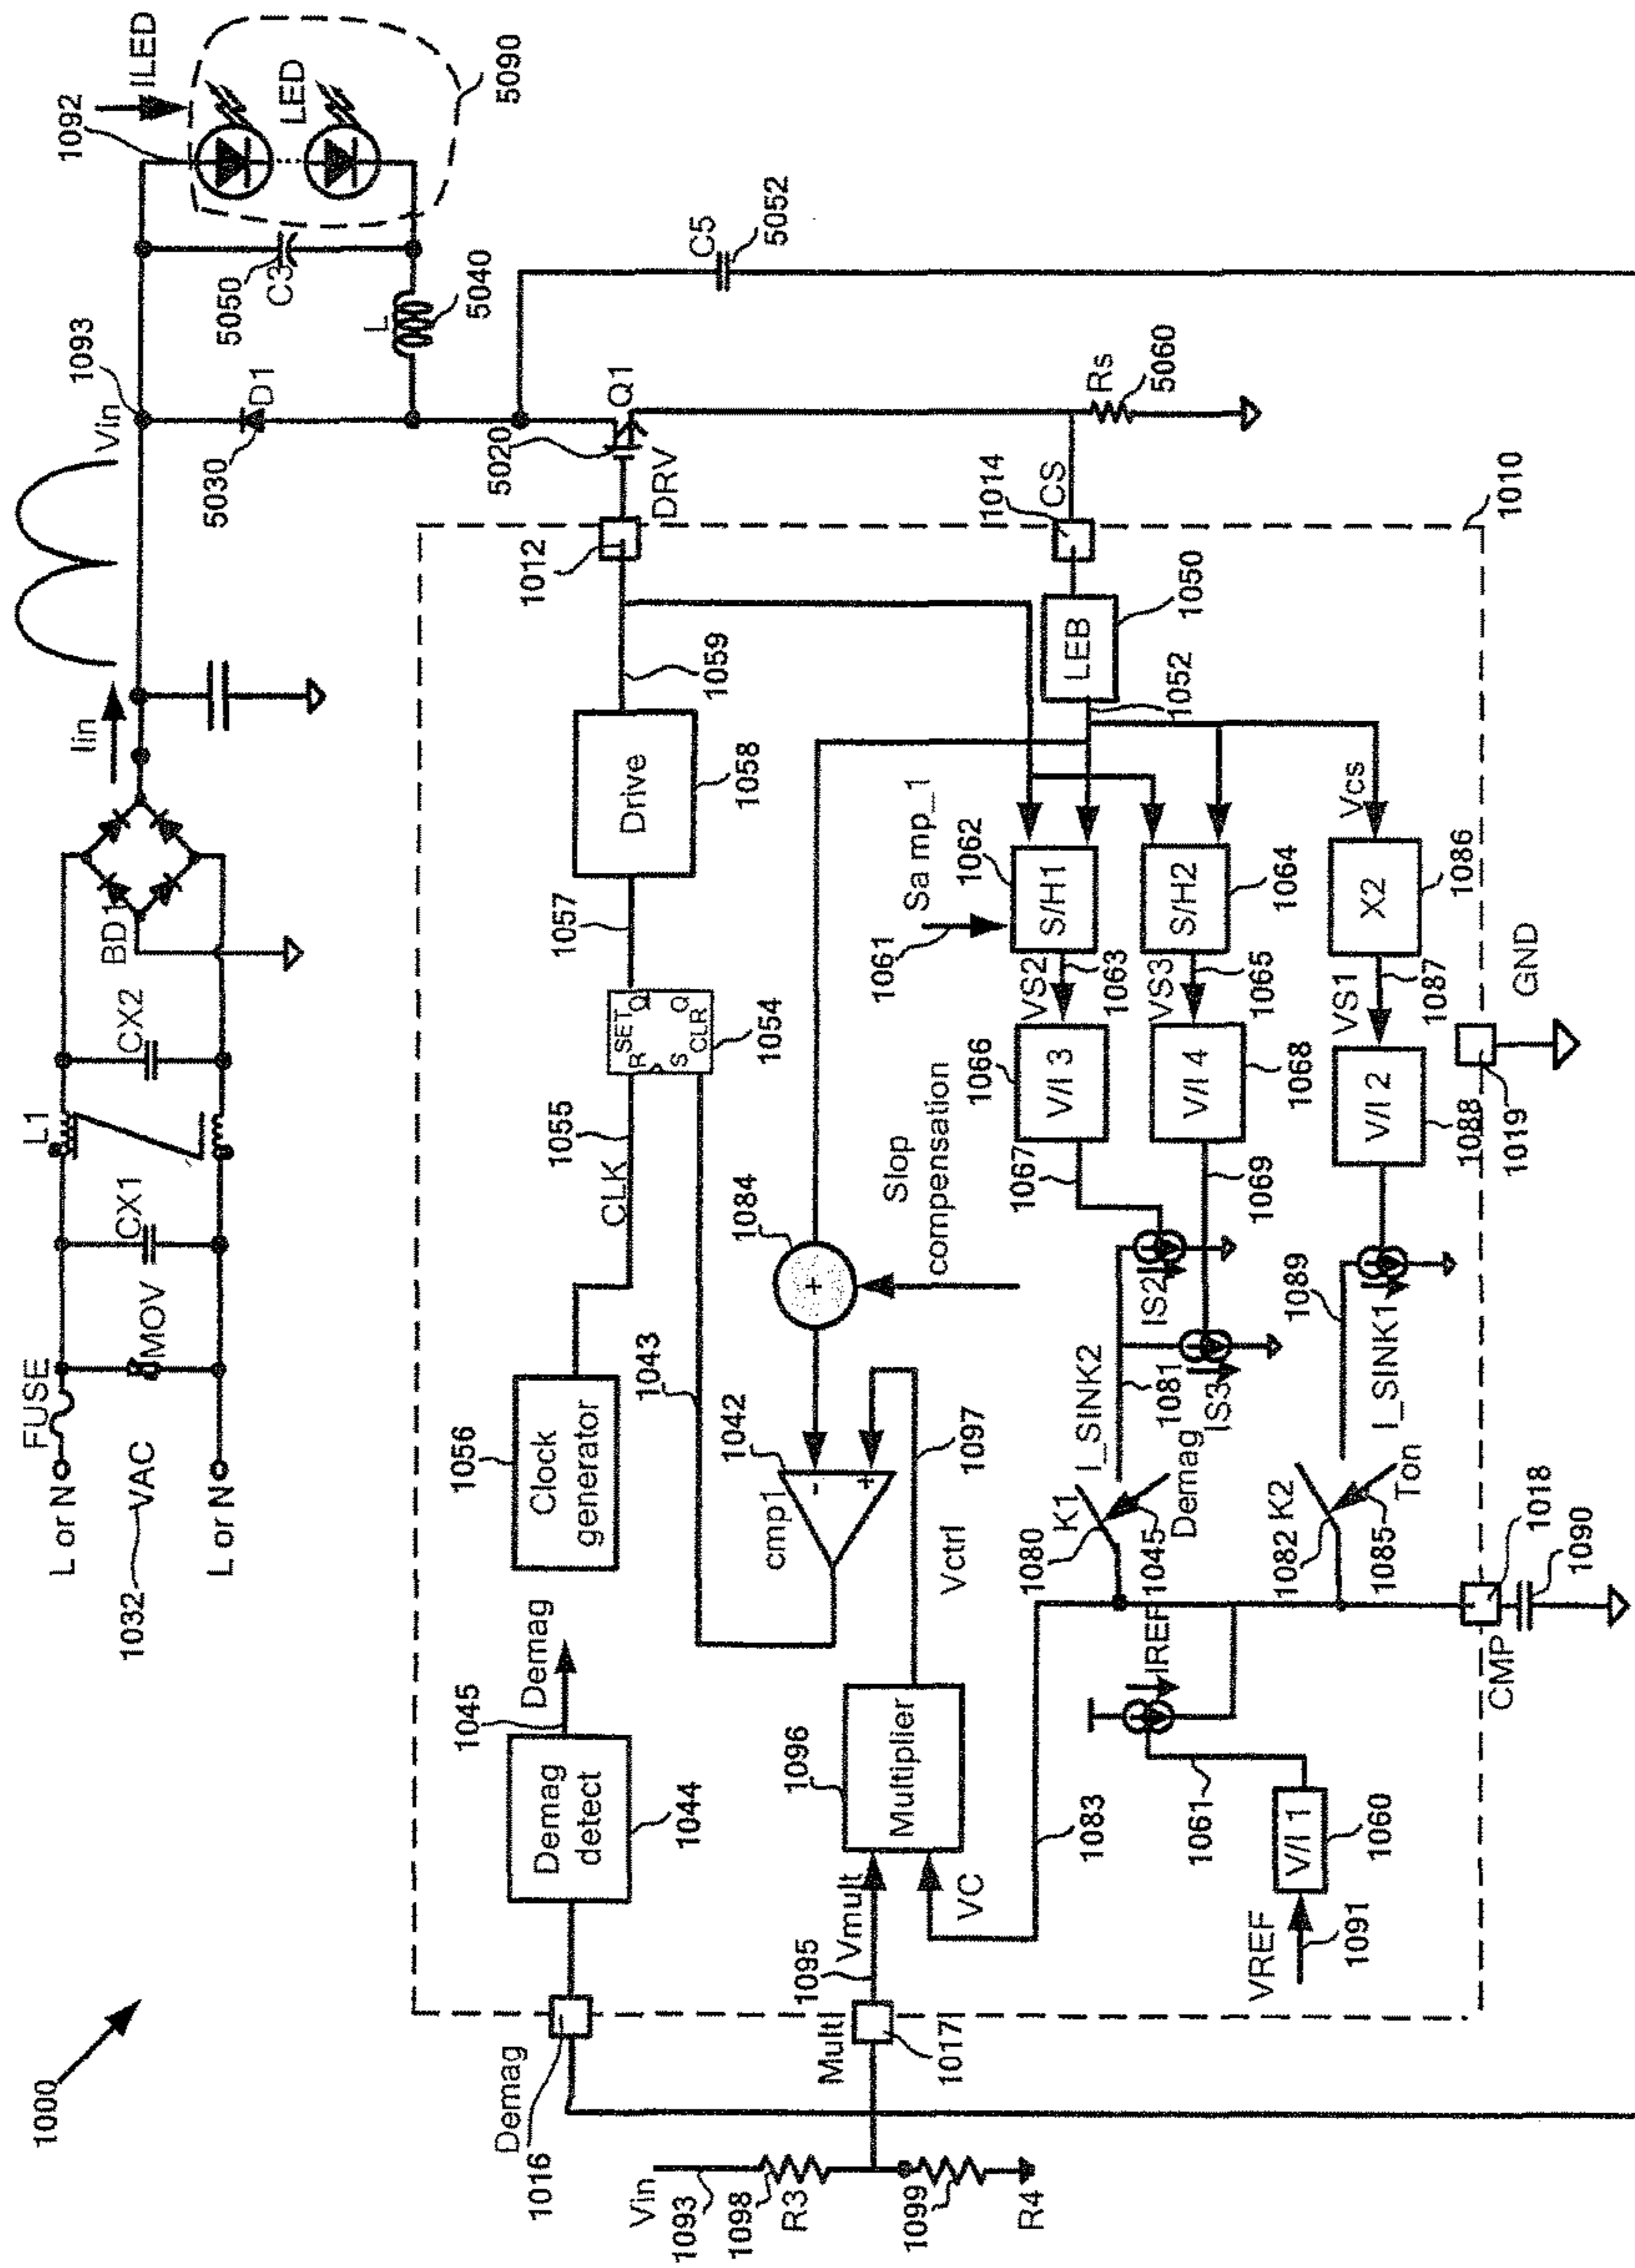 1000
L or N
FUSE
L1
1032
VAC
MOV
CX1
CX2
L or N
BD1
Iin
Vin
1093
1092
ILED
LED
5090
5050
C3
5030
D1
L
5040
C5
5052
5020
Q1
DRV
1012
CS
1014
Rs
5060
1010
Demag
1016
Demag
detect
1044
1045
Demag
1056
Clock
generator
CLK
1055
R
SET
Q
S
CLR
Q
1054
1057
Drive
1058
1059
LEB
1050
1052
1043
1084
+
Slop
compensation
cmp1
1042
-
+
1097
Vctrl
1096
Multiplier
Vin
1093
1098
R3
1099
R4
Mult
1017
1095
Vmult
VC
1083
Sa mp_1
1061
1062
S/H1
S/H2
1064
VS2
1063
VS3
1065
1066
V/I 3
V/I 4
1068
1067
1069
IS2
IS3
I_SINK2
1081
K1
1080
1045
Demag
Vcs
X2
1086
VS1
1087
V/I 2
1088
1089
I_SINK1
K2
1082
1085
Ton
IREF
1061
V/I 1
1060
VREF
1091
CMP
1018
1090
1019
GND